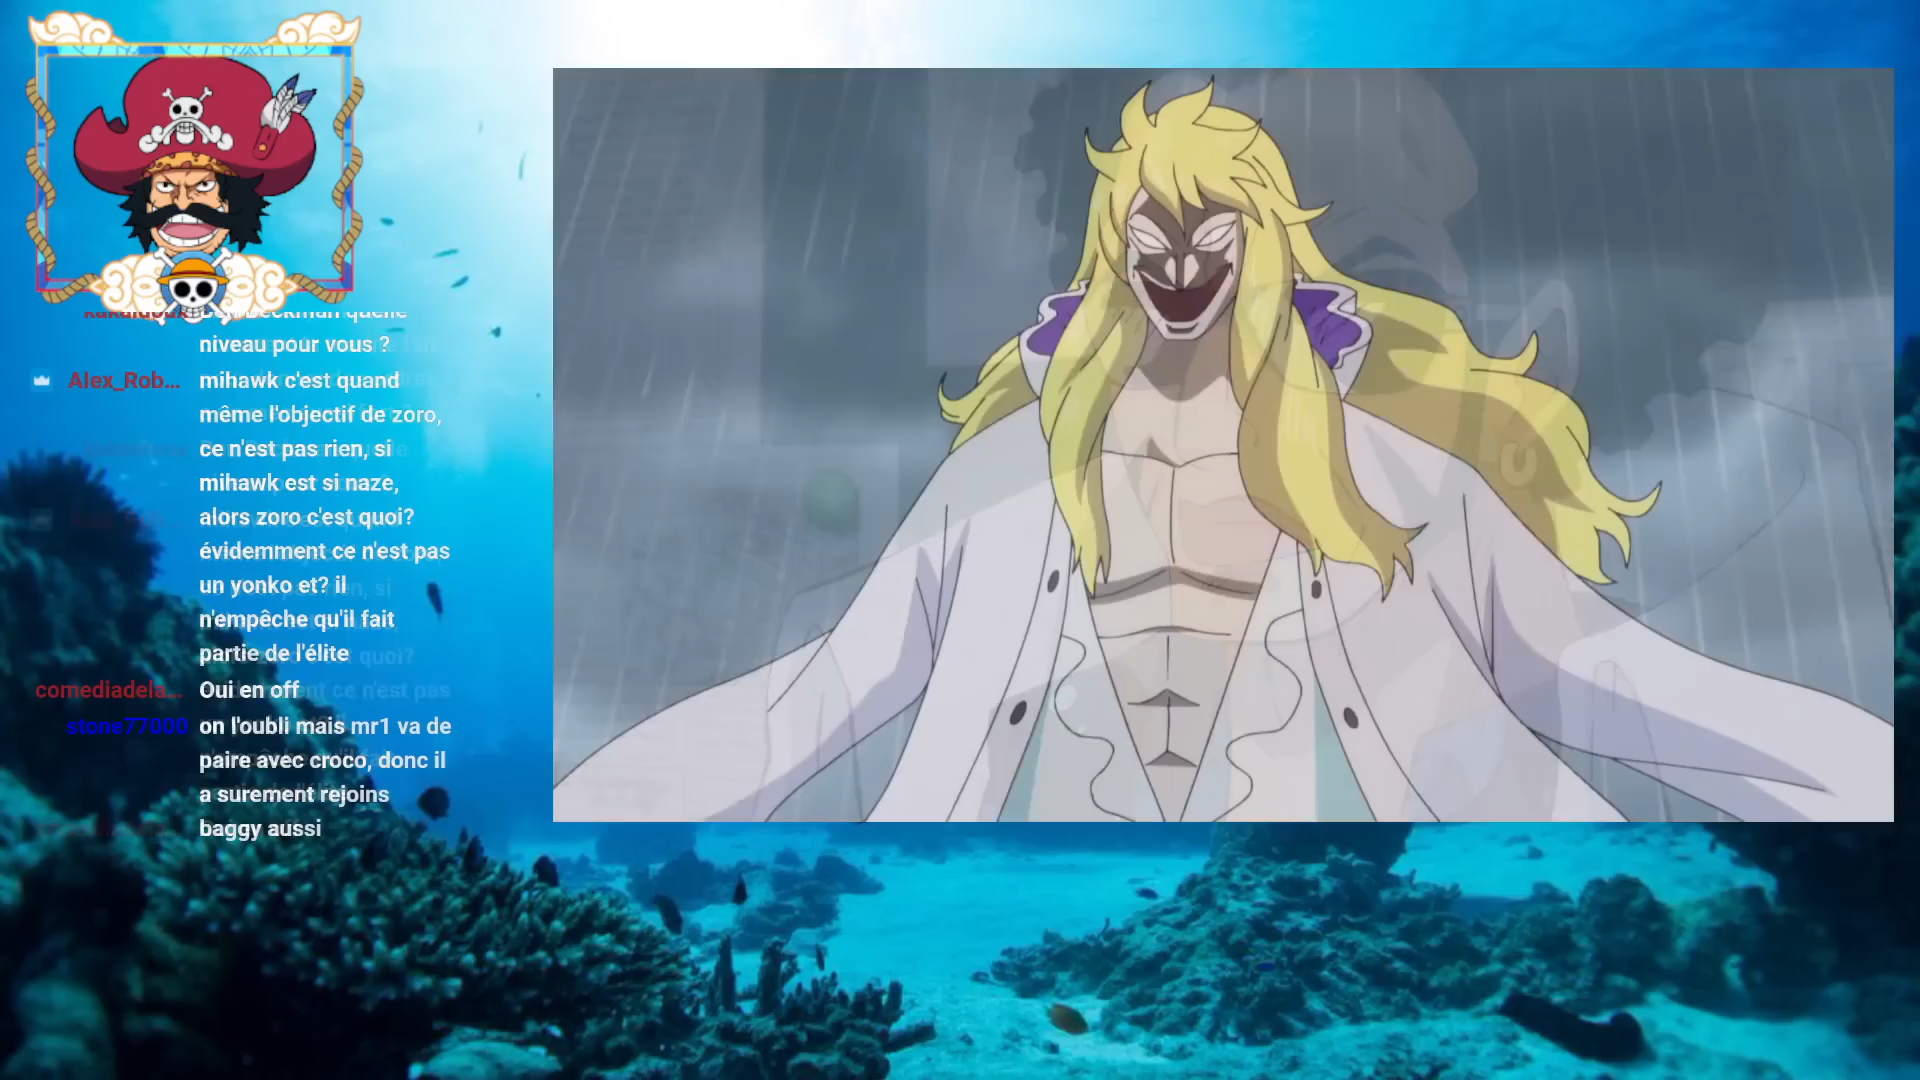 Ben Beckman quelle
niveau pour vous ?
Alex_Rob... mihawk c'est quand
même l'objectif de zoro,
ce n'est pas rien, si
mihawk est si naze,
alors zoro c'est quoi?
évidemment ce n'est pas
un yonko et? il
n'empêche qu'il fait
partie de l'élite
comediadela... Oui en off
stone77000 on l'oubli mais mr1 va de
paire avec croco, donc il
a surement rejoins
baggy aussi